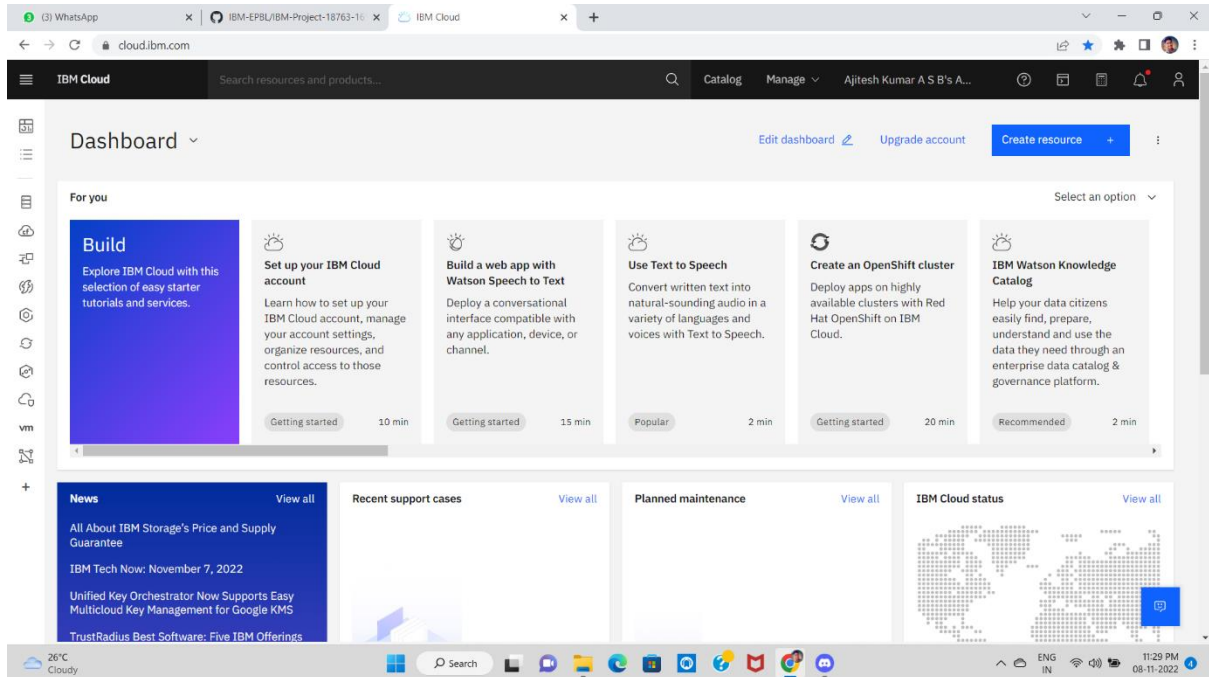 (3) WhatsApp
IBM-EPBL/IBM-Project-18763-16
IBM Cloud
cloud.ibm.com
IBM Cloud
Search resources and products...
Catalog
Manage
Ajitesh Kumar A S B's A...
Dashboard
Edit dashboard
Upgrade account
Create resource +
For you
Select an option
Build
Explore IBM Cloud with this
selection of easy starter
tutorials and services.
Set up your IBM Cloud
account
Learn how to set up your
IBM Cloud account, manage
your account settings,
organize resources, and
control access to those
resources.
Getting started
10 min
Build a web app with
Watson Speech to Text
Deploy a conversational
interface compatible with
any application, device, or
channel.
Getting started
15 min
Use Text to Speech
Convert written text into
natural-sounding audio in a
variety of languages and
voices with Text to Speech.
Popular
2 min
Create an OpenShift cluster
Deploy apps on highly
available clusters with Red
Hat OpenShift on IBM
Cloud.
Getting started
20 min
IBM Watson Knowledge
Catalog
Help your data citizens
easily find, prepare,
understand and use the
data they need through an
enterprise data catalog &
governance platform.
Recommended
2 min
vm
News
View all
All About IBM Storage's Price and Supply
Guarantee
IBM Tech Now: November 7, 2022
Unified Key Orchestrator Now Supports Easy
Multicloud Key Management for Google KMS
TrustRadius Best Software: Five IBM Offerings
Recent support cases
View all
Planned maintenance
View all
IBM Cloud status
View all
26°C
Cloudy
Search
ENG
IN
11:29 PM
08-11-2022
4